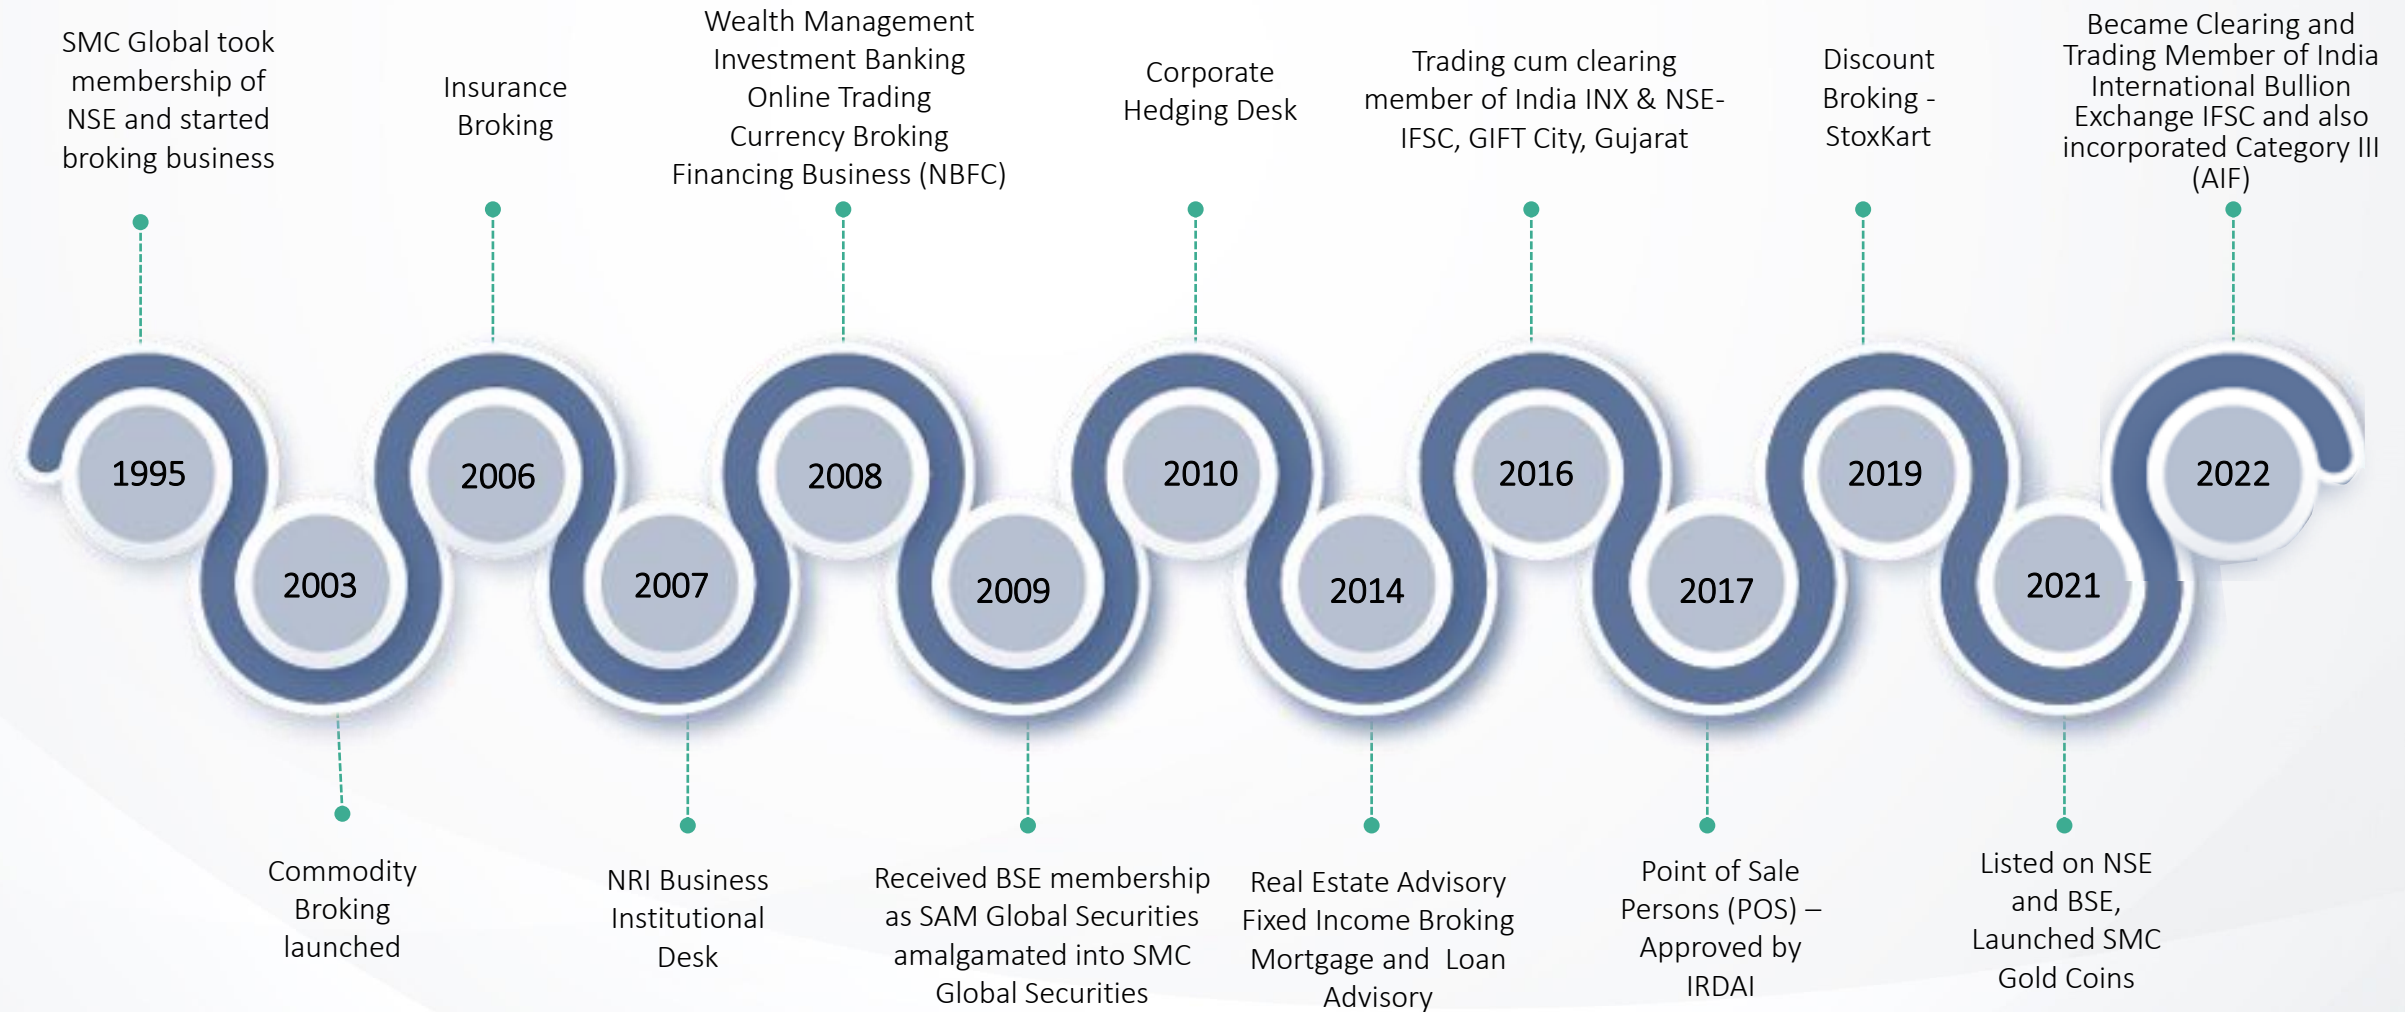 SMC Global took
membership of
NSE and started
broking business
Insurance
Broking
Wealth Management
Investment Banking
Online Trading
Currency Broking
Financing Business (NBFC)
Corporate
Hedging Desk
Trading cum clearing
member of India INX & NSE-
IFSC, GIFT City, Gujarat
Discount
Broking -
StoxKart
Became Clearing and
Trading Member of India
International Bullion
Exchange IFSC and also
incorporated Category III
(AIF)
1995
2003
2006
2007
2008
2009
2010
2014
2016
2017
2019
2021
2022
Commodity
Broking
launched
NRI Business
Institutional
Desk
Received BSE membership
as SAM Global Securities
amalgamated into SMC
Global Securities
Real Estate Advisory
Fixed Income Broking
Mortgage and  Loan
Advisory
Point of Sale
Persons (POS) –
Approved by
IRDAI
Listed on NSE
and BSE,
Launched SMC
Gold Coins